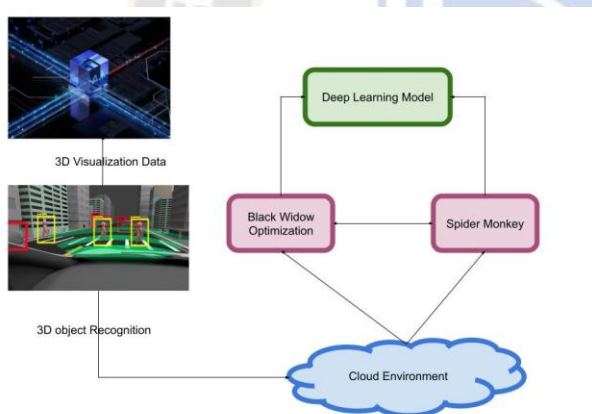 Deep Learning Model
3D Visualization Data
Black Widow
Optimization
Spider Monkey
3D object Recognition
Cloud Environment